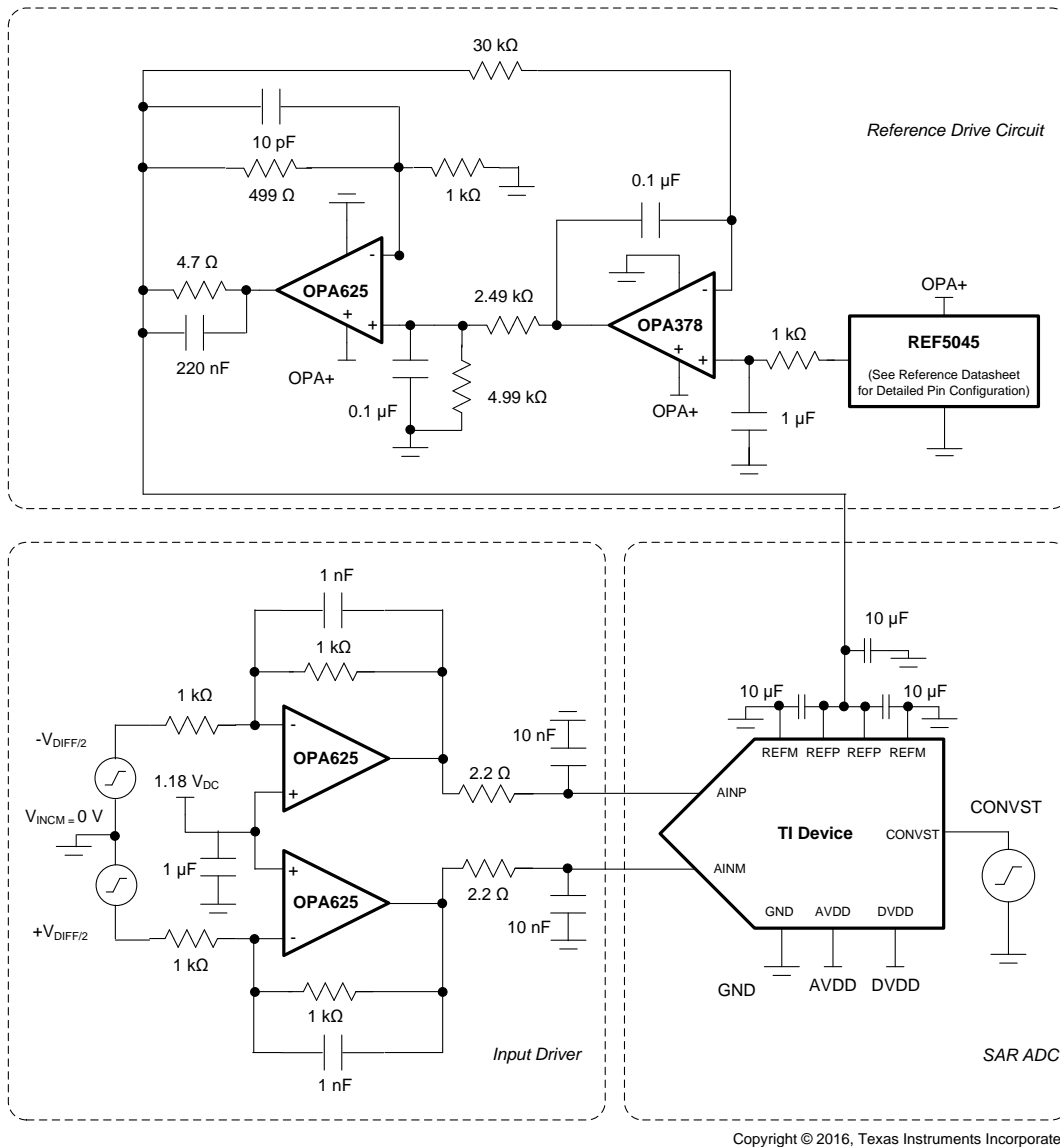 30 kΩ
Reference Drive Circuit
10 pF
499 Ω
1 kΩ
0.1 µF
4.7 Ω
-
OPA625
+
+
OPA+
220 nF
2.49 kΩ
0.1 µF
4.99 kΩ
-
OPA378
+
+
OPA+
1 kΩ
1 µF
OPA+
REF5045
(See Reference Datasheet
for Detailed Pin Configuration)
1 nF
1 kΩ
1 kΩ
-VDIFF/2
-
OPA625
+
1.18 VDC
VINCM = 0 V
1 µF
+
OPA625
-
+VDIFF/2
1 kΩ
1 kΩ
1 nF
10 nF
2.2 Ω
2.2 Ω
10 nF
Input Driver
10 µF
10 µF
10 µF
REFM
REFP
REFP
REFM
AINP
TI Device
CONVST
CONVST
AINM
GND
AVDD
DVDD
GND
AVDD
DVDD
SAR ADC
Copyright © 2016, Texas Instruments Incorporate